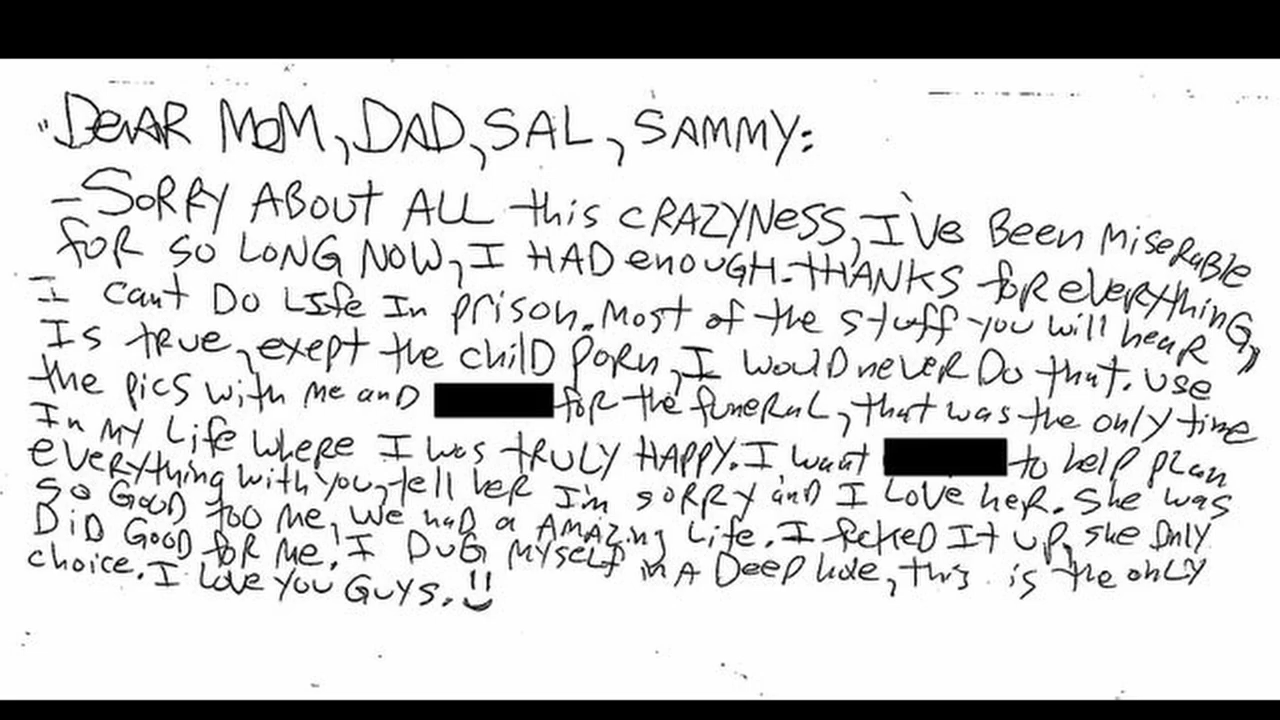 "DeAR MOM, DAD, SAL, SAMMY:
- SORRY ABOUT ALL this CRAZYNESS, I'VE BEEN MiSERABLE
foR SO LONG NOW, I HAD enouGH. tHANKS foR eVERYthinG,
I cant DO Life In prison. Most of the stuff you will heaR
Is tRUE, exept the chilD porn, I would neveR Do that. Use
the pics with me anD for the funeraL, that was the only time
In my Life where I was tRULY HAPPY. I want to help plan
eveRything with you, tell heR I'm sorry anD I Love her. She was
so GooD too me, we had a AMAZing Life. I fcked It up, she Only
DiD GooD foR me. I DUG MYSELf in A Deep hole, this is the onLY
choice. I Love you Guys. !!